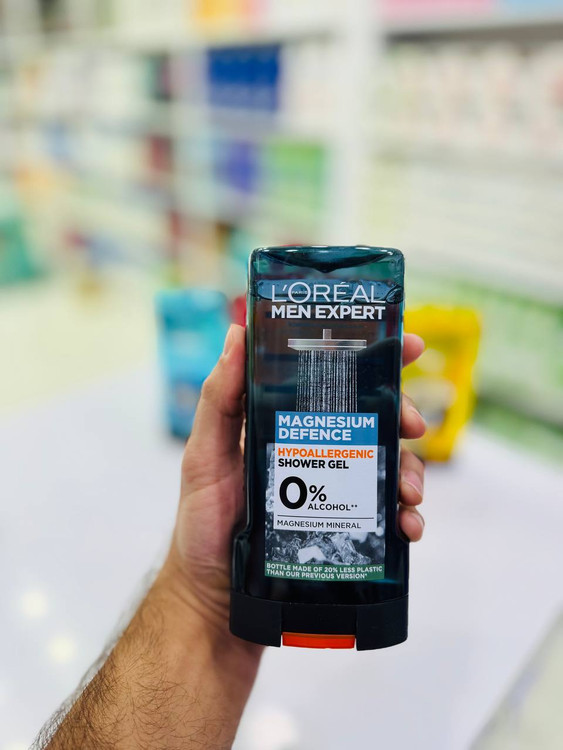 L'ORÉAL
PARIS
MEN EXPERT
MAGNESIUM
DEFENCE
HYPOALLERGENIC
SHOWER GEL
0%
ALCOHOL**
MAGNESIUM MINERAL
BOTTLE MADE OF 20% LESS PLASTIC
THAN OUR PREVIOUS VERSION*